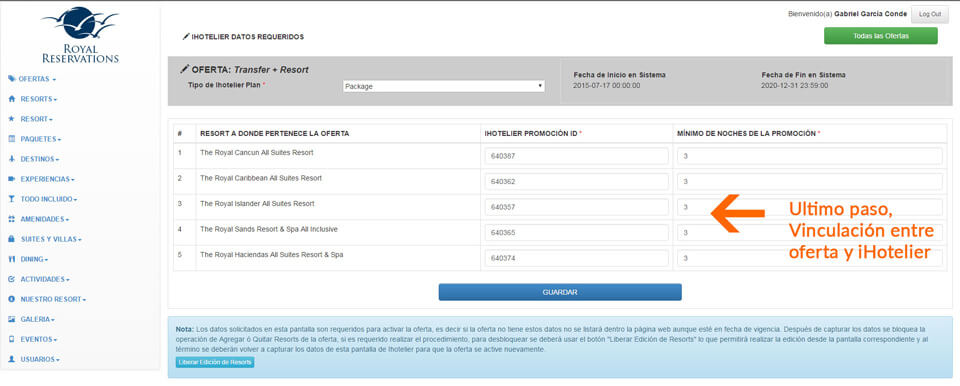 Bienvenido(a) Gabriel García Conde
Log Out
ROYAL
RESERVATIONS
IHOTELIER DATOS REQUERIDOS
Todas las Ofertas
OFERTAS
RESORTS
RESORT
PAQUETES
DESTINOS
EXPERIENCIAS
TODO INCLUIDO
AMENIDADES
SUITES Y VILLAS
DINING
ACTIVIDADES
NUESTRO RESORT
GALERIA
EVENTOS
USUARIOS
OFERTA: Transfer + Resort
Tipo de Ihotelier Plan *
Package
Fecha de Inicio en Sistema
2015-07-17 00:00:00
Fecha de Fin en Sistema
2020-12-31 23:59:00
# RESORT A DONDE PERTENECE LA OFERTA IHOTELIER PROMOCIÓN ID * MÍNIMO DE NOCHES DE LA PROMOCIÓN *
1 The Royal Cancun All Suites Resort 640387 3
2 The Royal Caribbean All Suites Resort 640362 3
3 The Royal Islander All Suites Resort 640357 3
4 The Royal Sands Resort & Spa All Inclusive 640365 3
5 The Royal Haciendas All Suites Resort & Spa 640374 3
Ultimo paso,
Vinculación entre
oferta y iHotelier
GUARDAR
Nota: Los datos solicitados en esta pantalla son requeridos para activar la oferta, es decir si la oferta no tiene estos datos no se listará dentro la página web aunque esté en fecha de vigencia. Después de capturar los datos se bloquea la
operación de Agregar ó Quitar Resorts de la oferta, si es requerido realizar el procedimiento, para desbloquear se deberá usar el botón "Liberar Edición de Resorts" lo que permitirá realizar la edición desde la pantalla correspondiente y al
término se deberán volver a capturar los datos de esta pantalla de Ihotelier para que la oferta se active nuevamente.
Liberar Edición de Resorts